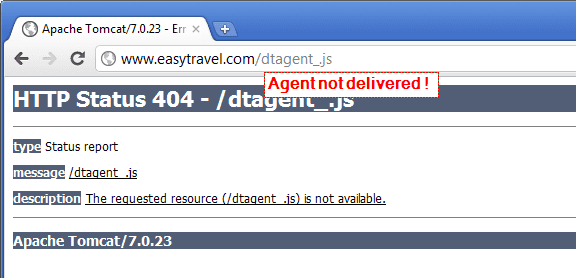 Apache Tomcat/7.0.23 - Err
www.easytravel.com/dtagent_.js
Agent not delivered !
HTTP Status 404 - /dtagent_.js
type Status report
message /dtagent_.js
description The requested resource (/dtagent_.js) is not available.
Apache Tomcat/7.0.23